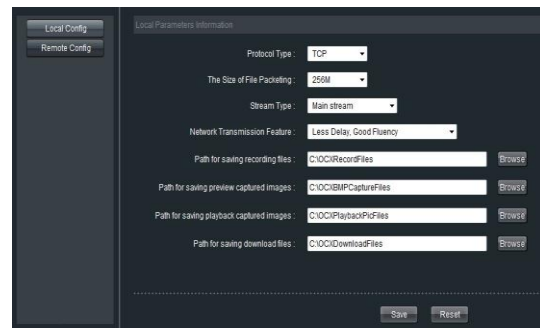 Local Config
Remote Config
Local Parameters Information
Protocol Type : TCP
The Size of File Packeting : 256M
Stream Type : Main stream
Network Transmission Feature : Less Delay, Good Fluency
Path for saving recording files : C:\OCXRecordFiles Browse
Path for saving preview captured images : C:\OCXBMPCaptureFiles Browse
Path for saving playback captured images : C:\OCXPlaybackPicFiles Browse
Path for saving download files : C:\OCXDownloadFiles Browse
Save Reset